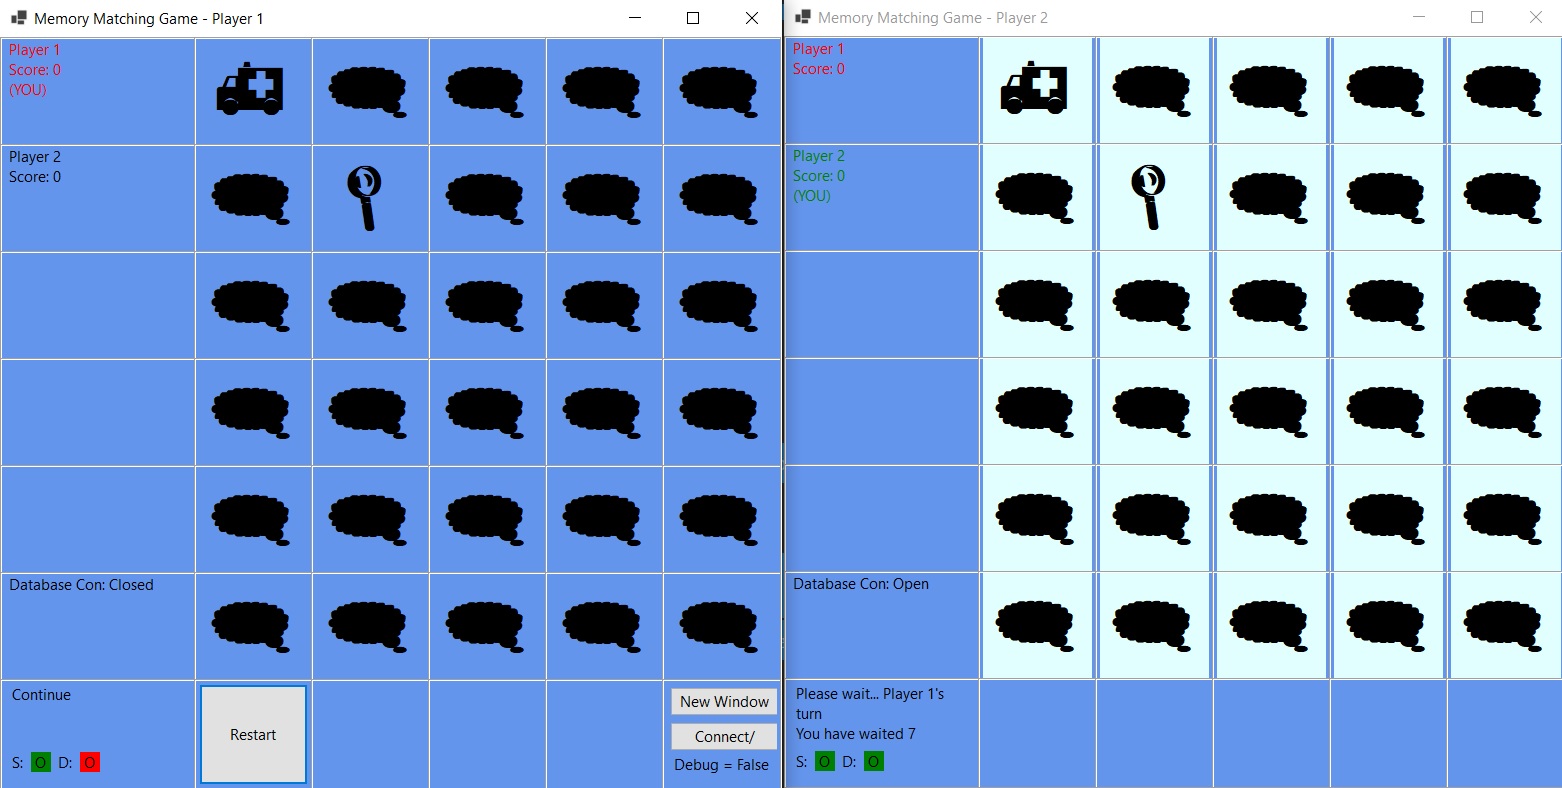 Memory Matching Game - Player 1
Player 1
Score: 0
(YOU)
Player 2
Score: 0
Database Con: Closed
Continue
S: O D: O
Restart
New Window
Connect/
Debug = False
Memory Matching Game - Player 2
Player 1
Score: 0
Player 2
Score: 0
(YOU)
Database Con: Open
Please wait... Player 1's
turn
You have waited 7
S: O D: O